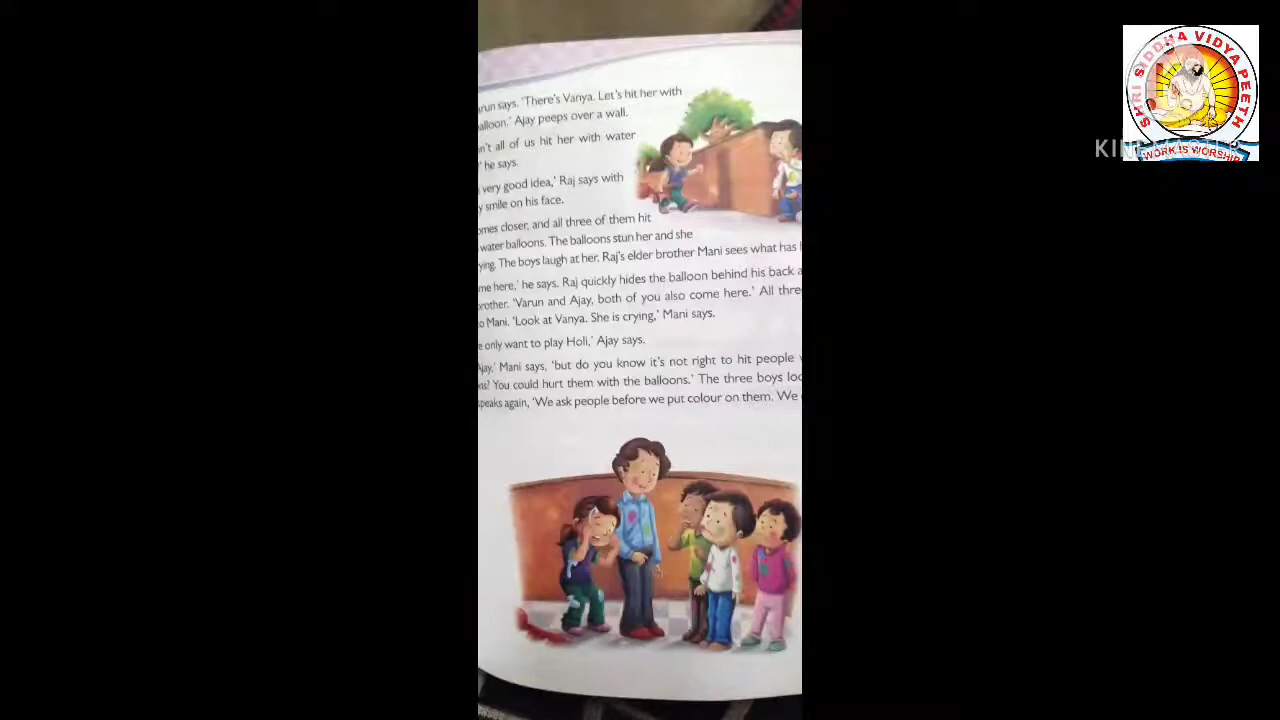 arun says. 'There's Vanya. Let's hit her with
alloon.' Ajay peeps over a wall.
n't all of us hit her with water
' he says.
very good idea,' Raj says with
y smile on his face.
omes closer, and all three of them hit
water balloons. The balloons stun her and she
ying. The boys laugh at her. Raj's elder brother Mani sees what has
me here,' he says. Raj quickly hides the balloon behind his back a
rother. 'Varun and Ajay, both of you also come here.' All thre
to Mani. 'Look at Vanya. She is crying,' Mani says.
e only want to play Holi,' Ajay says.
Ajay,' Mani says, 'but do you know it's not right to hit people
ns! You could hurt them with the balloons.' The three boys loo
speaks again, 'We ask people before we put colour on them. We
SHRI SIDDHA VIDYA PEETH
WORK IS WORSHIP
KINEMASTER